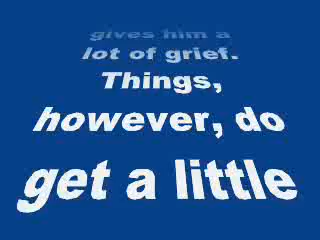 gives him a
lot of grief.
Things,
however, do
get a little